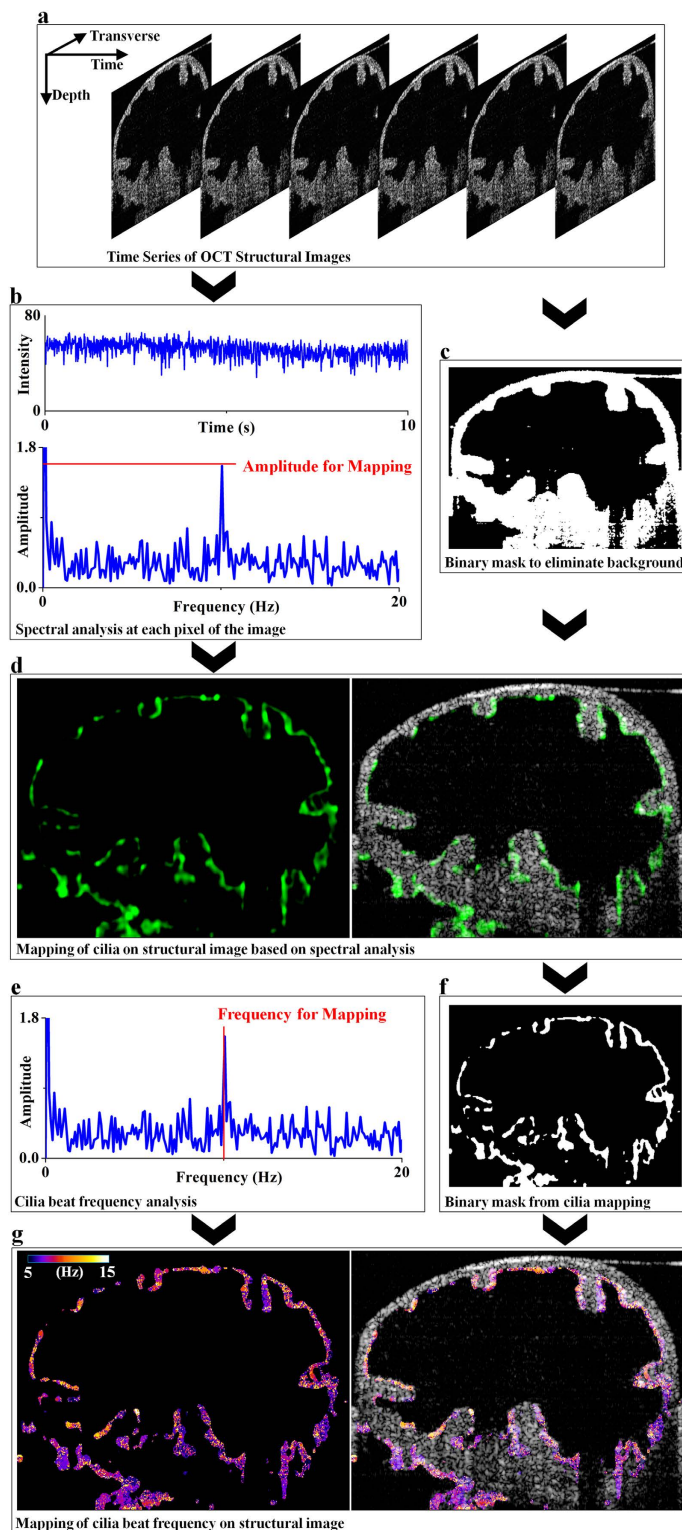 a
Transverse
Time
Depth
Time Series of OCT Structural Images
b
80
Intensity
0
0
Time (s)
10
1.8
Amplitude for Mapping
Amplitude
0.0
0
Frequency (Hz)
20
Spectral analysis at each pixel of the image
c
Binary mask to eliminate background
d
Mapping of cilia on structural image based on spectral analysis
e
1.8
Frequency for Mapping
Amplitude
0.0
0
Frequency (Hz)
20
Cilia beat frequency analysis
f
Binary mask from cilia mapping
g
5 (Hz) 15
Mapping of cilia beat frequency on structural image